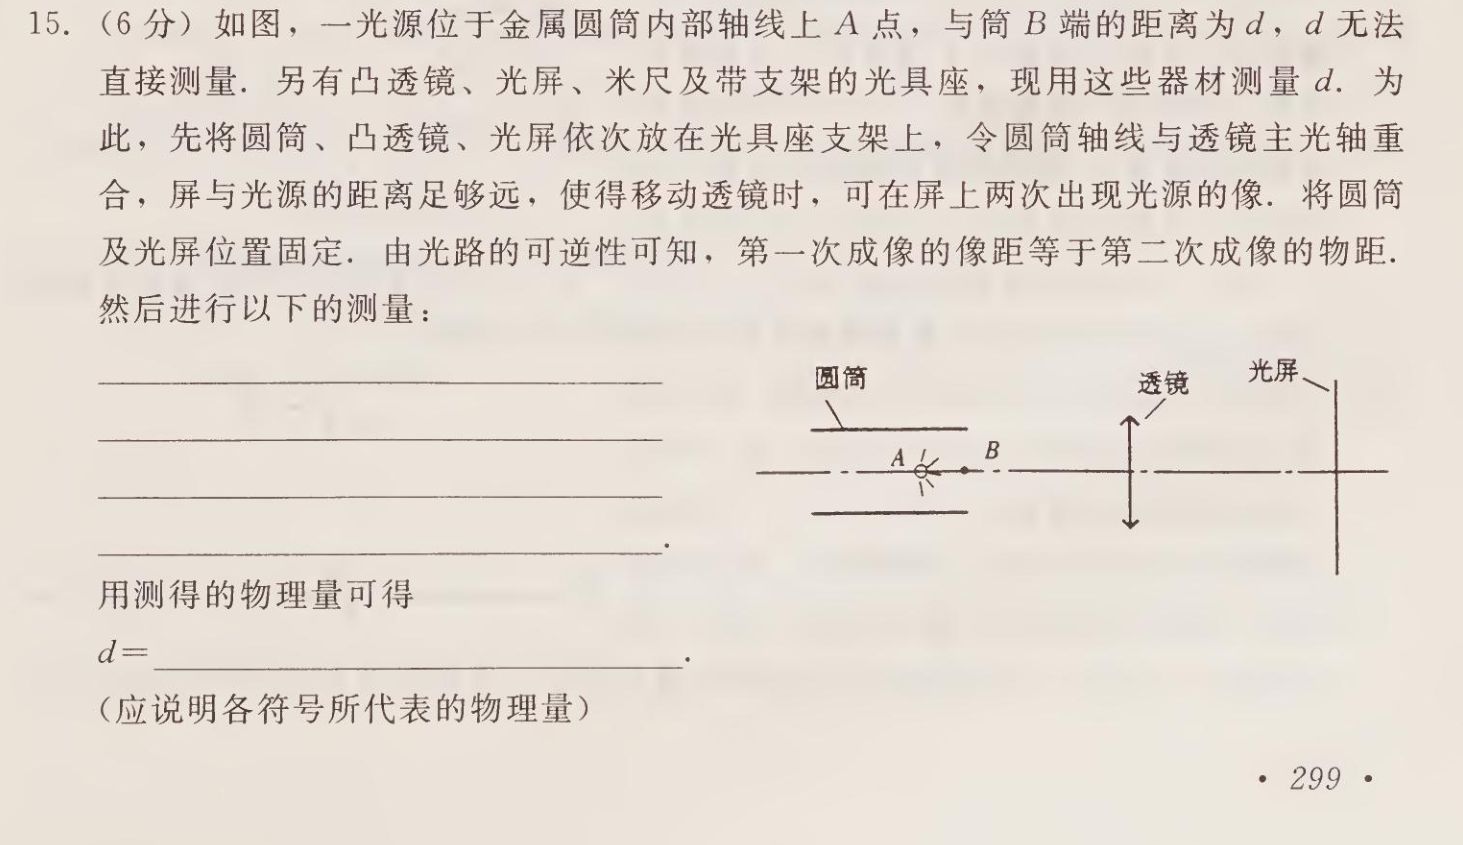 15. （6 分）如图，一光源位于金属圆筒内部轴线上 A 点，与筒 B 端的距离为 d，d 无法
直接测量．另有凸透镜、光屏、米尺及带支架的光具座，现用这些器材测量 d．为
此，先将圆筒、凸透镜、光屏依次放在光具座支架上，令圆筒轴线与透镜主光轴重
合，屏与光源的距离足够远，使得移动透镜时，可在屏上两次出现光源的像．将圆筒
及光屏位置固定．由光路的可逆性可知，第一次成像的像距等于第二次成像的物距．
然后进行以下的测量：
圆筒
透镜
光屏
A
B
用测得的物理量可得
d＝
（应说明各符号所代表的物理量）
· 299 ·